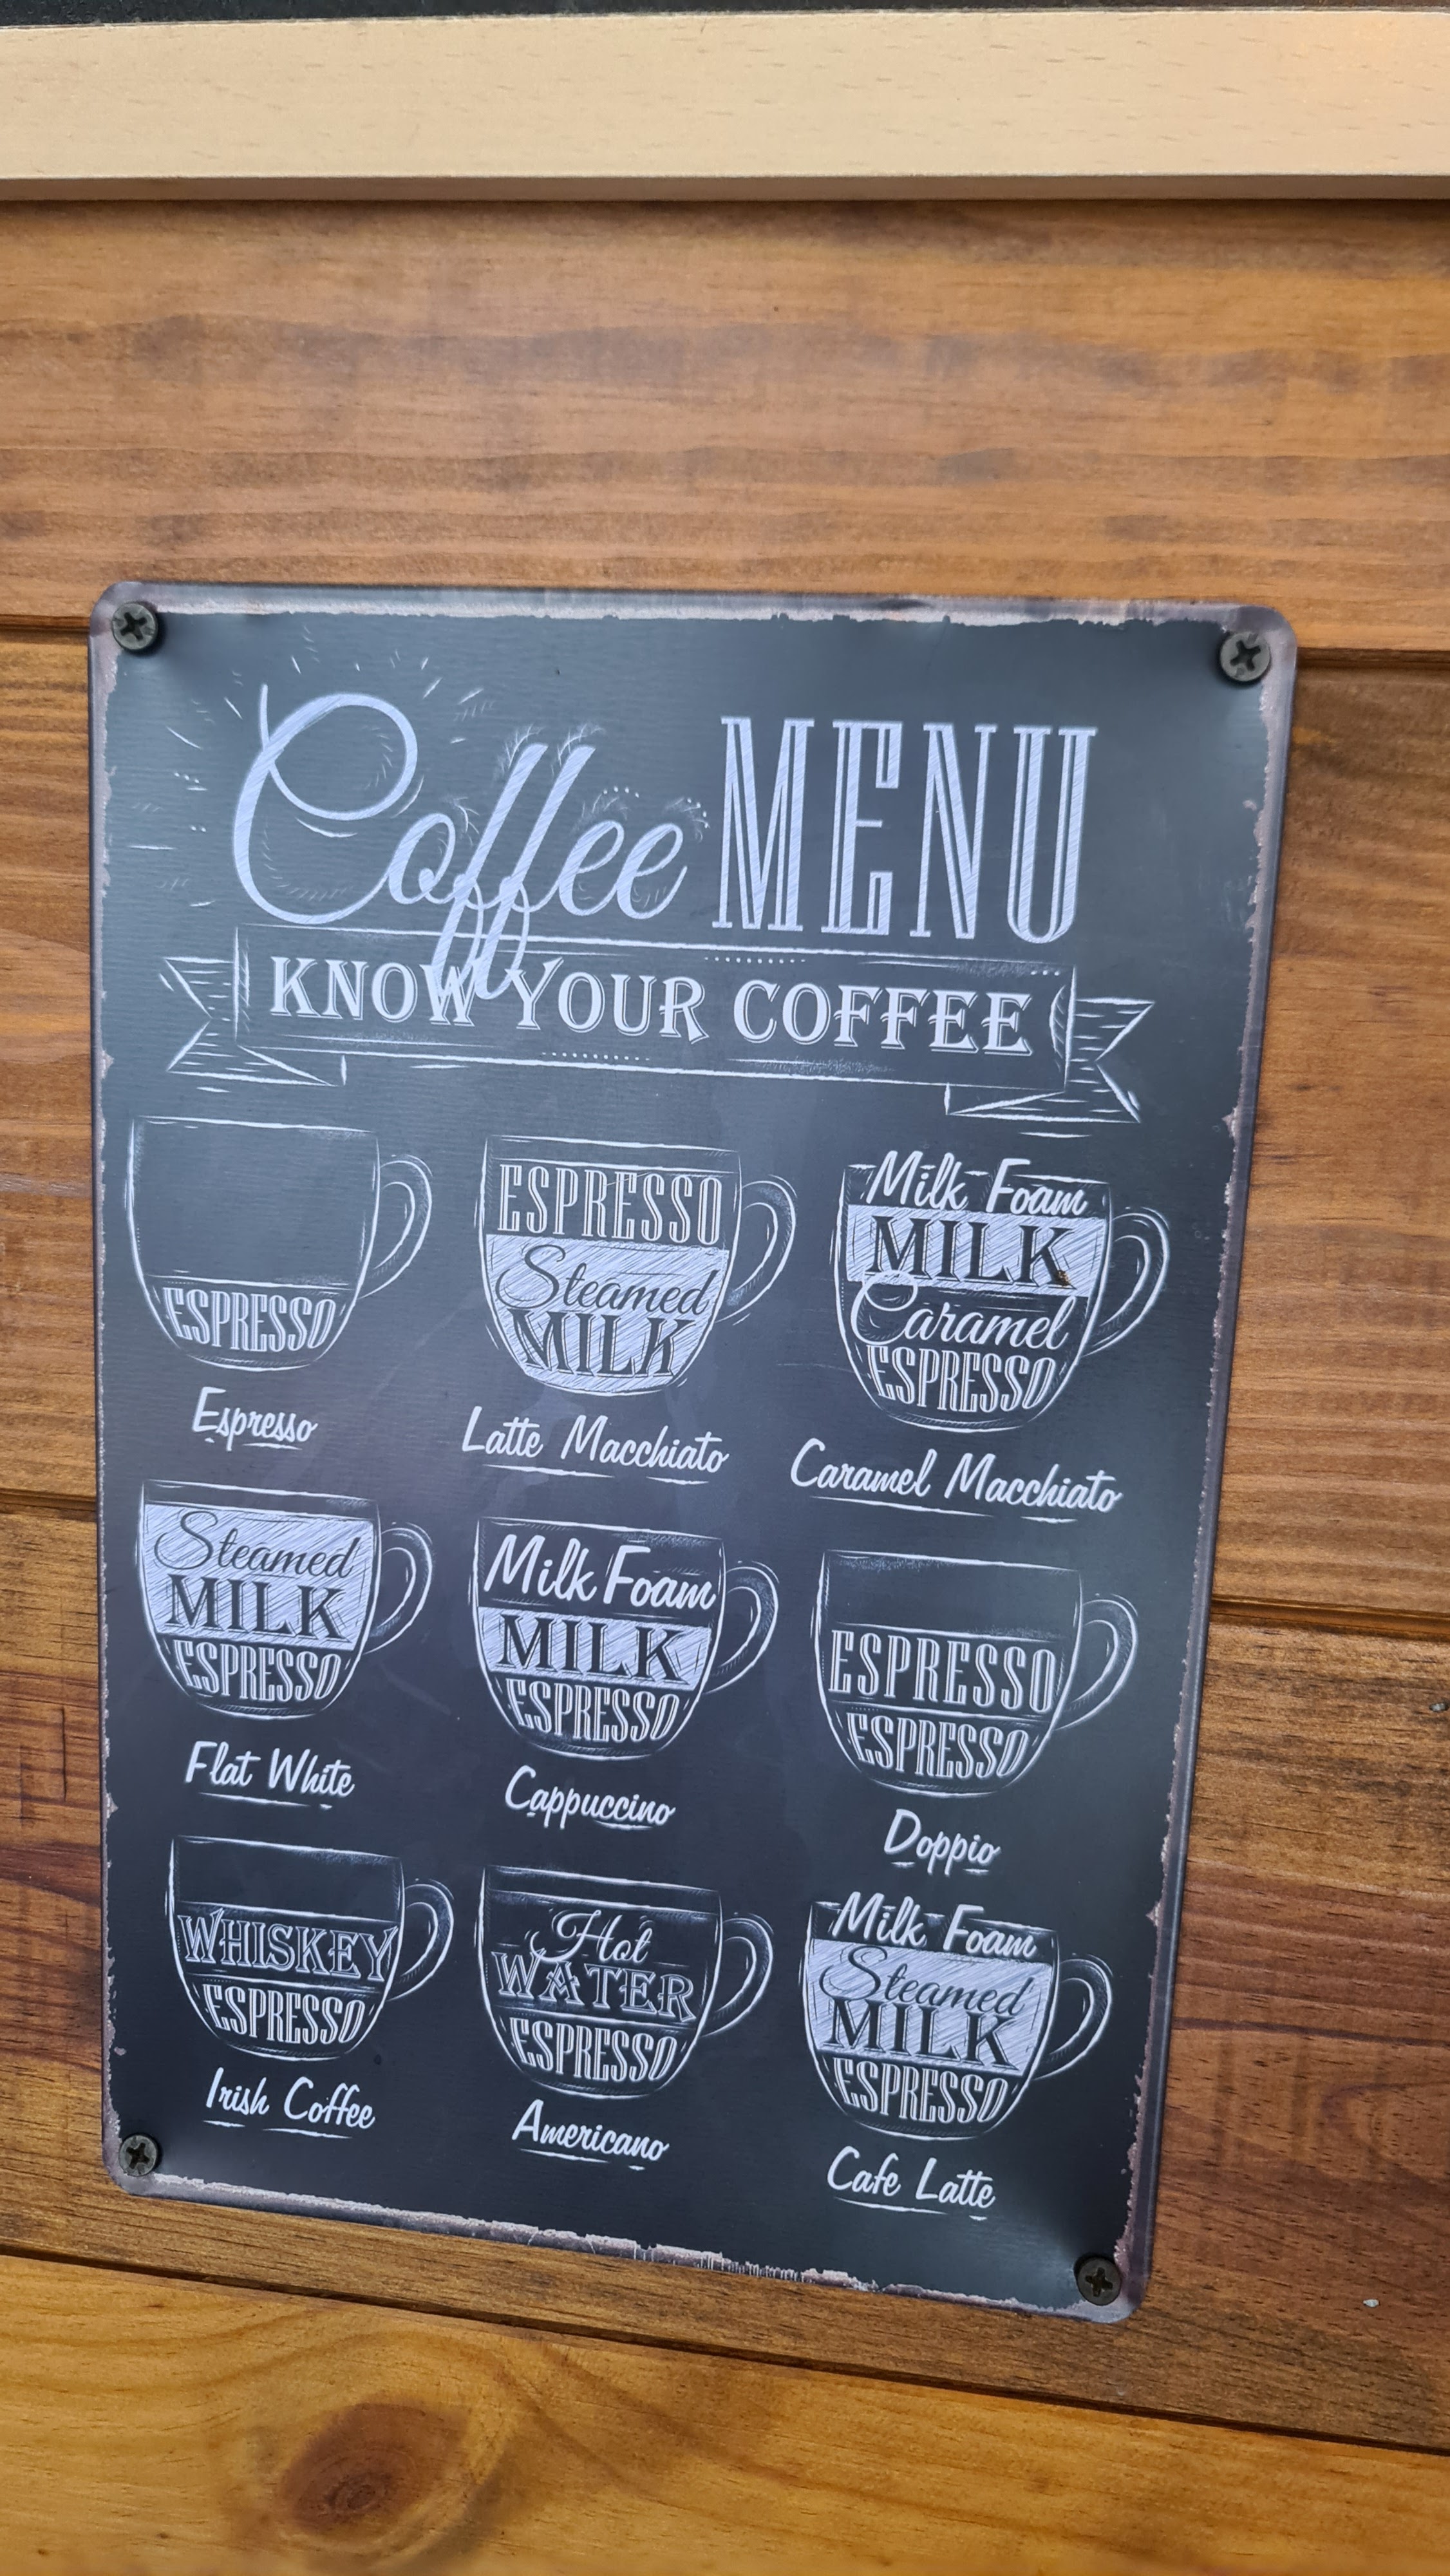 Coffee MENU
KNOW YOUR COFFEE
ESPRESSO
Espresso
ESPRESSO
Steamed
MILK
Latte Macchiato
Milk Foam
MILK
Caramel
ESPRESSO
Caramel Macchiato
Steamed
MILK
ESPRESSO
Flat White
Milk Foam
MILK
ESPRESSO
Cappuccino
ESPRESSO
ESPRESSO
Doppio
WHISKEY
ESPRESSO
Irish Coffee
Hot
WATER
ESPRESSO
Americano
Milk Foam
Steamed
MILK
ESPRESSO
Cafe Latte